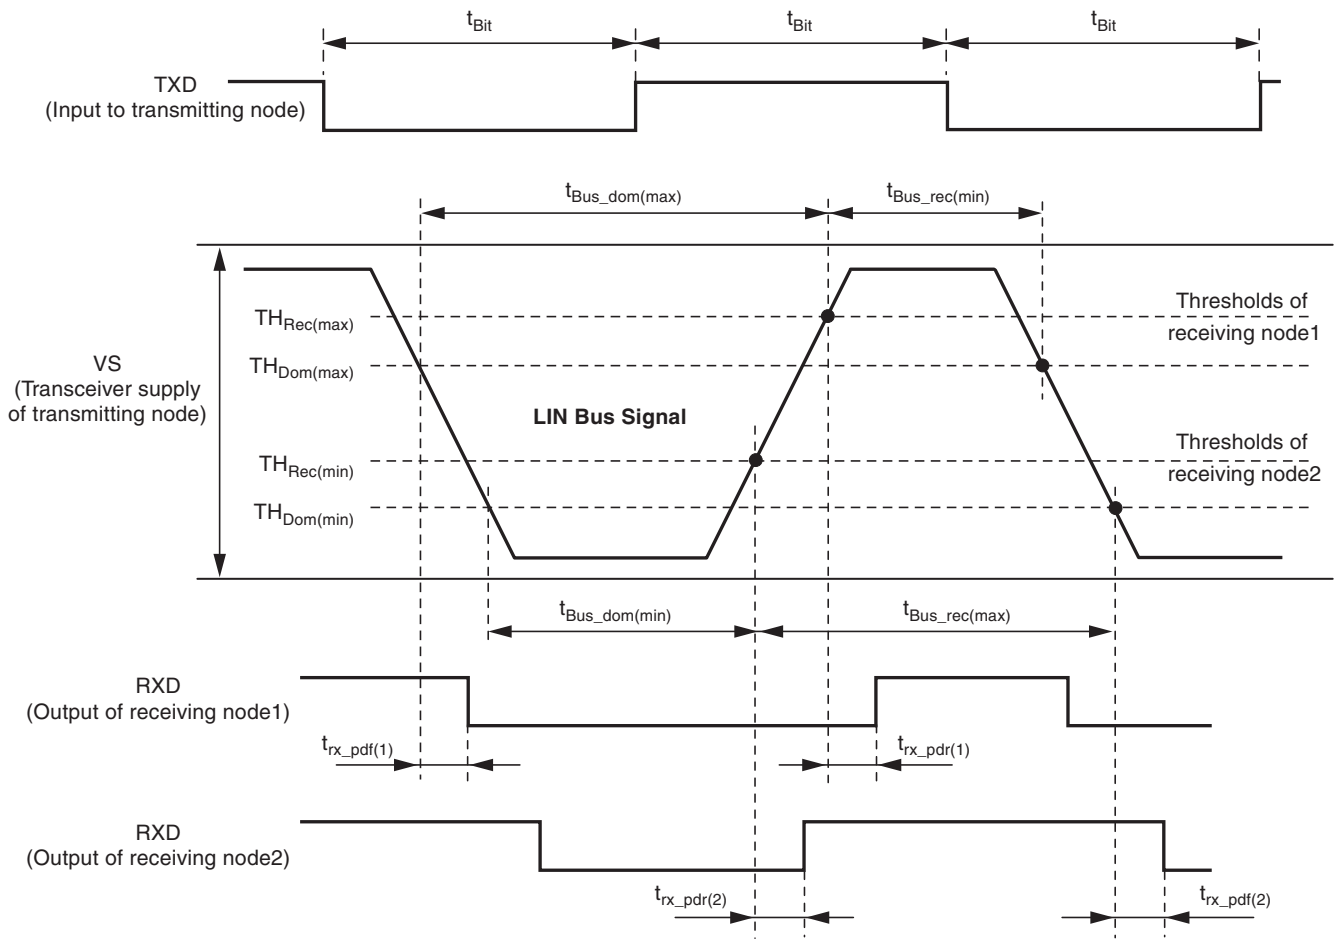 tBit
tBit
tBit
TXD
(Input to transmitting node)
tBus_dom(max)
tBus_rec(min)
THRec(max)
Thresholds of
receiving node1
VS
(Transceiver supply
of transmitting node)
THDom(max)
LIN Bus Signal
THRec(min)
Thresholds of
receiving node2
THDom(min)
tBus_dom(min)
tBus_rec(max)
RXD
(Output of receiving node1)
trx_pdf(1)
trx_pdr(1)
RXD
(Output of receiving node2)
trx_pdr(2)
trx_pdf(2)